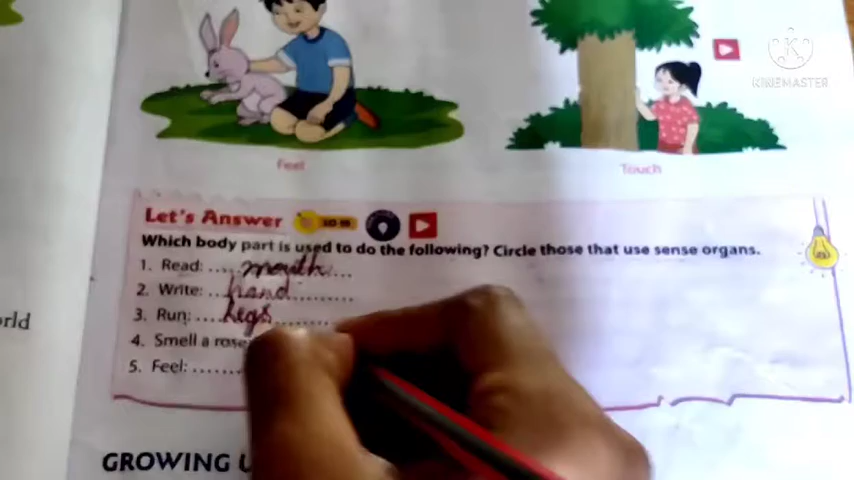 KINEMASTER
Feel
Touch
Let's Answer
Which body part is used to do the following? Circle those that use sense organs.
1. Read: .... mouth ...
2. Write: ... hand ..........
3. Run: .... legs .........
4. Smell a rose
5. Feel: .......
rld
GROWING